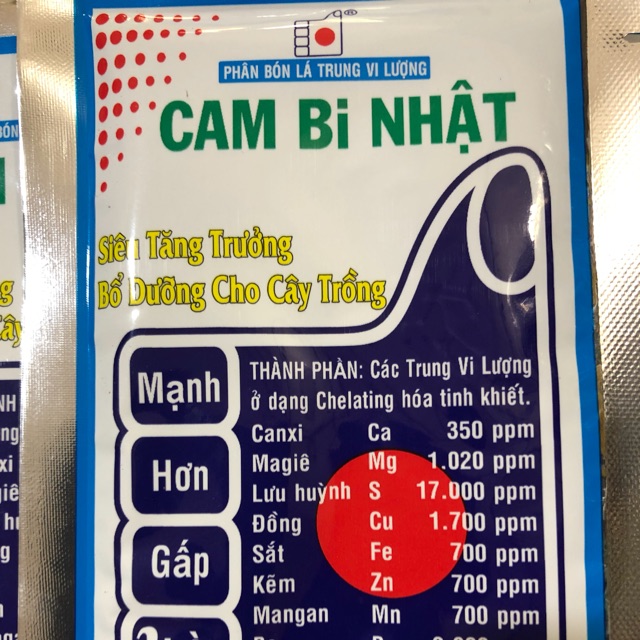 PHÂN BÓN LÁ TRUNG VI LƯỢNG
CAM Bi NHẬT
Siêu Tăng Trưởng
Bổ Dưỡng Cho Cây Trồng
Mạnh
Hơn
Gấp
THÀNH PHẦN: Các Trung Vi Lượng
ở dạng Chelating hóa tinh khiết.
Canxi Ca 350 ppm
Magiê Mg 1.020 ppm
Lưu huỳnh S 17.000 ppm
Đồng Cu 1.700 ppm
Sắt Fe 700 ppm
Kẽm Zn 700 ppm
Mangan Mn 700 ppm